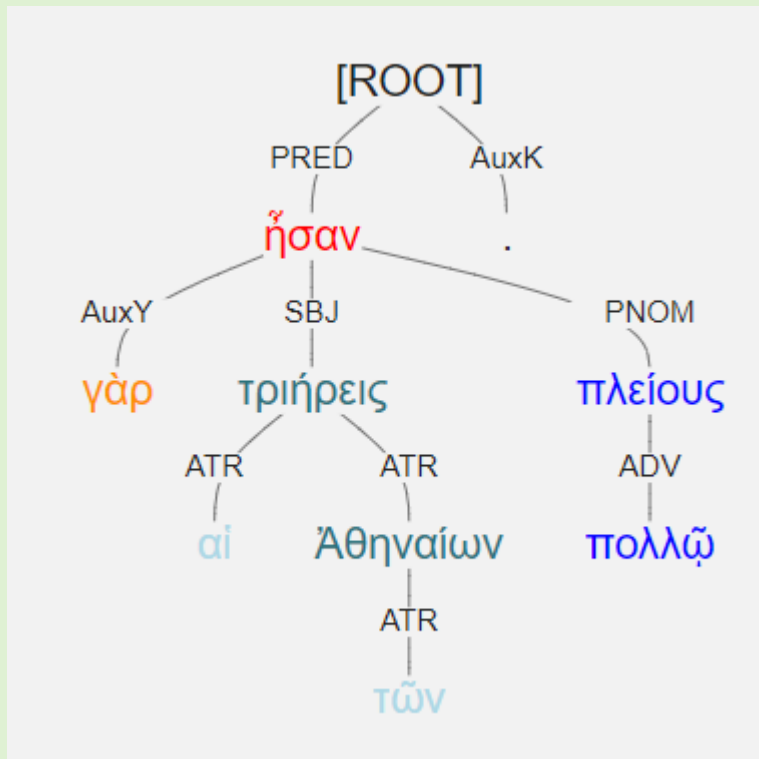 [ROOT]
PRED AuxK
ἦσαν .
AuxY SBJ PNOM
γὰρ τριήρεις πλείους
ATR ATR ADV
αἱ Ἀθηναίων πολλῷ
ATR
τῶν